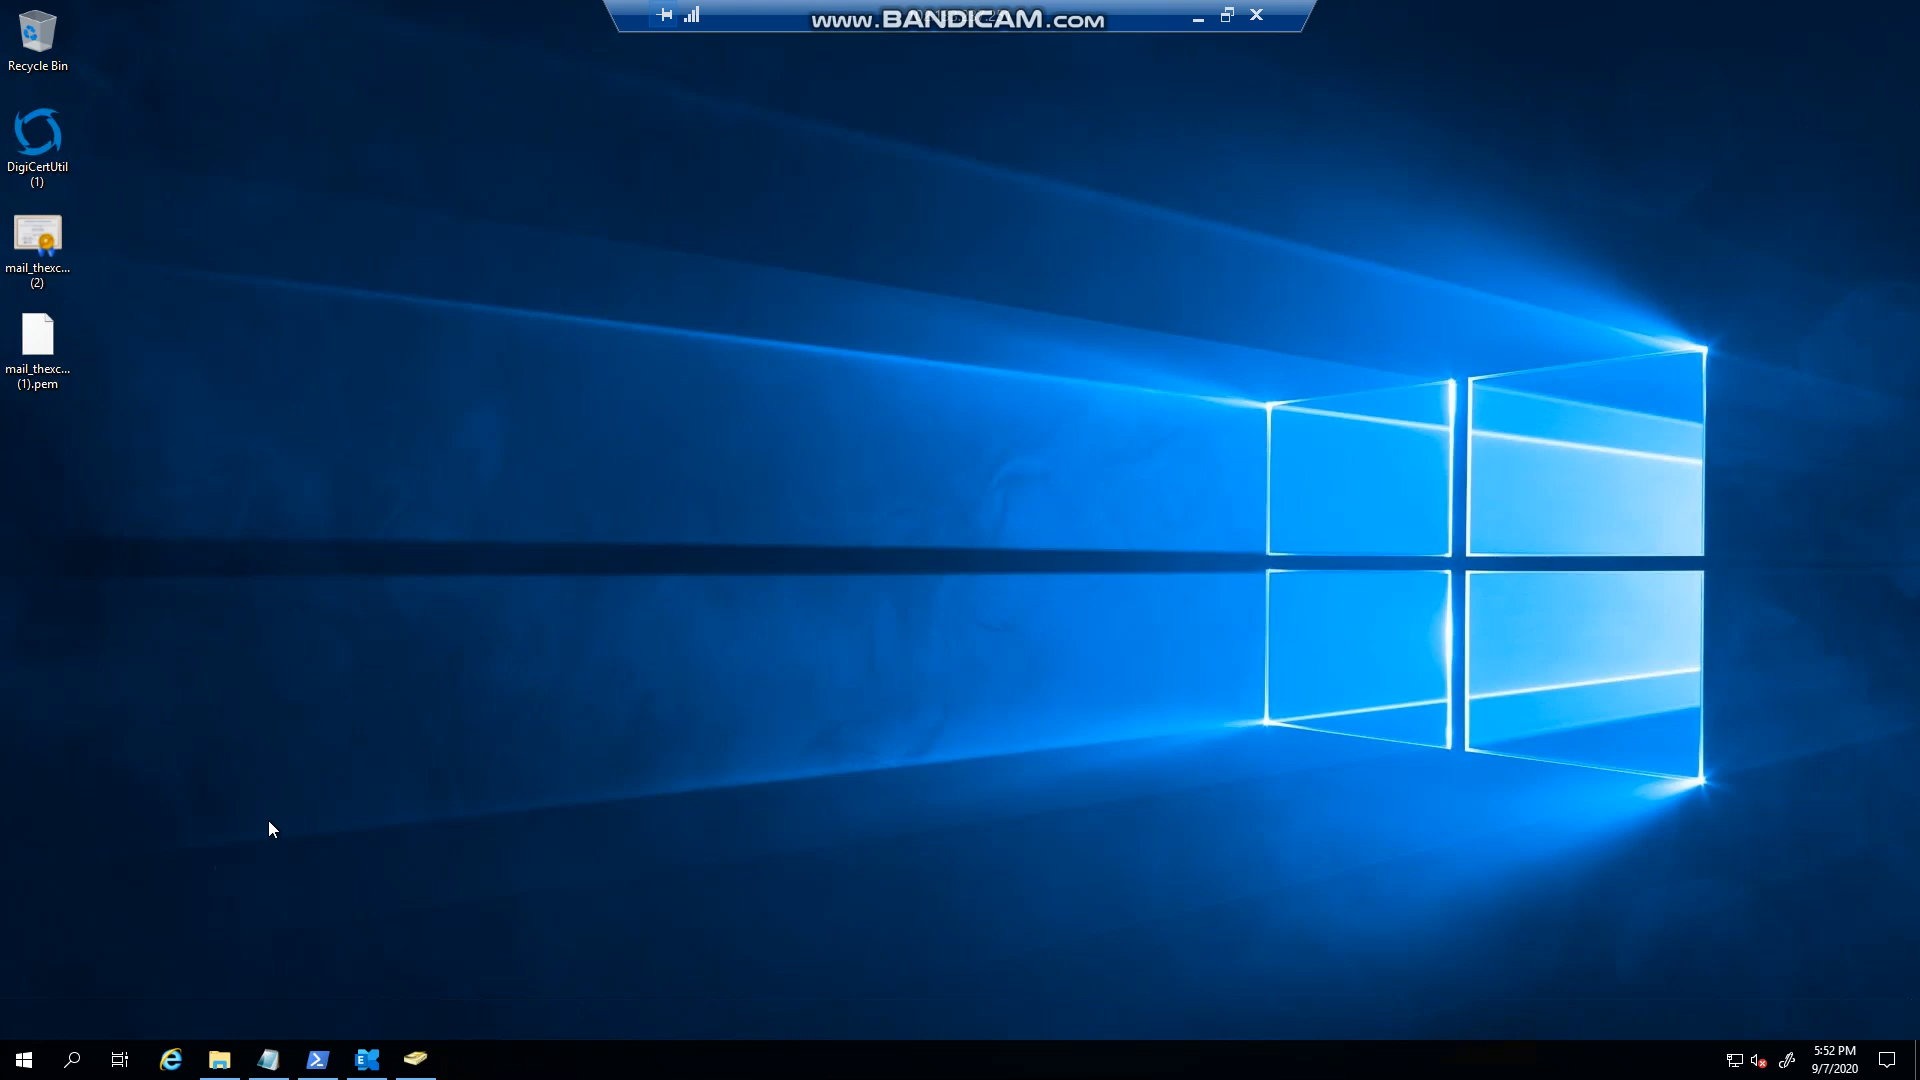 www.BANDICAM.com
Recycle Bin
DigiCertUtil
(1)
mail_thexc...
(2)
mail_thexc...
(1).pem
5:52 PM
9/7/2020